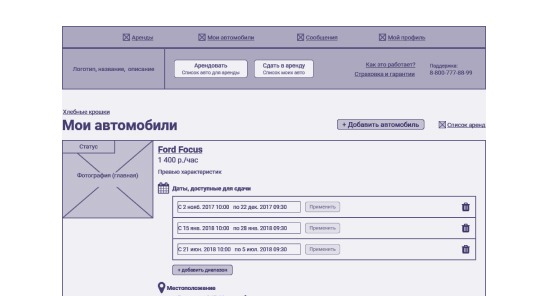 Аренды Мои автомобили Сообщения Мой профиль
Логотип, название, описание
Арендовать
Список авто для аренды
Сдать в аренду
Список моих авто
Как это работает?
Страховка и гарантии
Поддержка:
8-800-777-88-99
Хлебные крошки
Мои автомобили
+ Добавить автомобиль
Список аренд
Статус
Фотография (главная)
Ford Focus
1 400 р./час
Превью характеристик
Даты, доступные для сдачи
С 2 нояб. 2017 10:00 по 22 дек. 2017 09:30 Применить
С 15 янв. 2018 10:00 по 28 янв. 2018 09:30 Применить
С 21 июн. 2018 10:00 по 5 июл. 2018 09:30 Применить
+ добавить диапазон
Местоположение